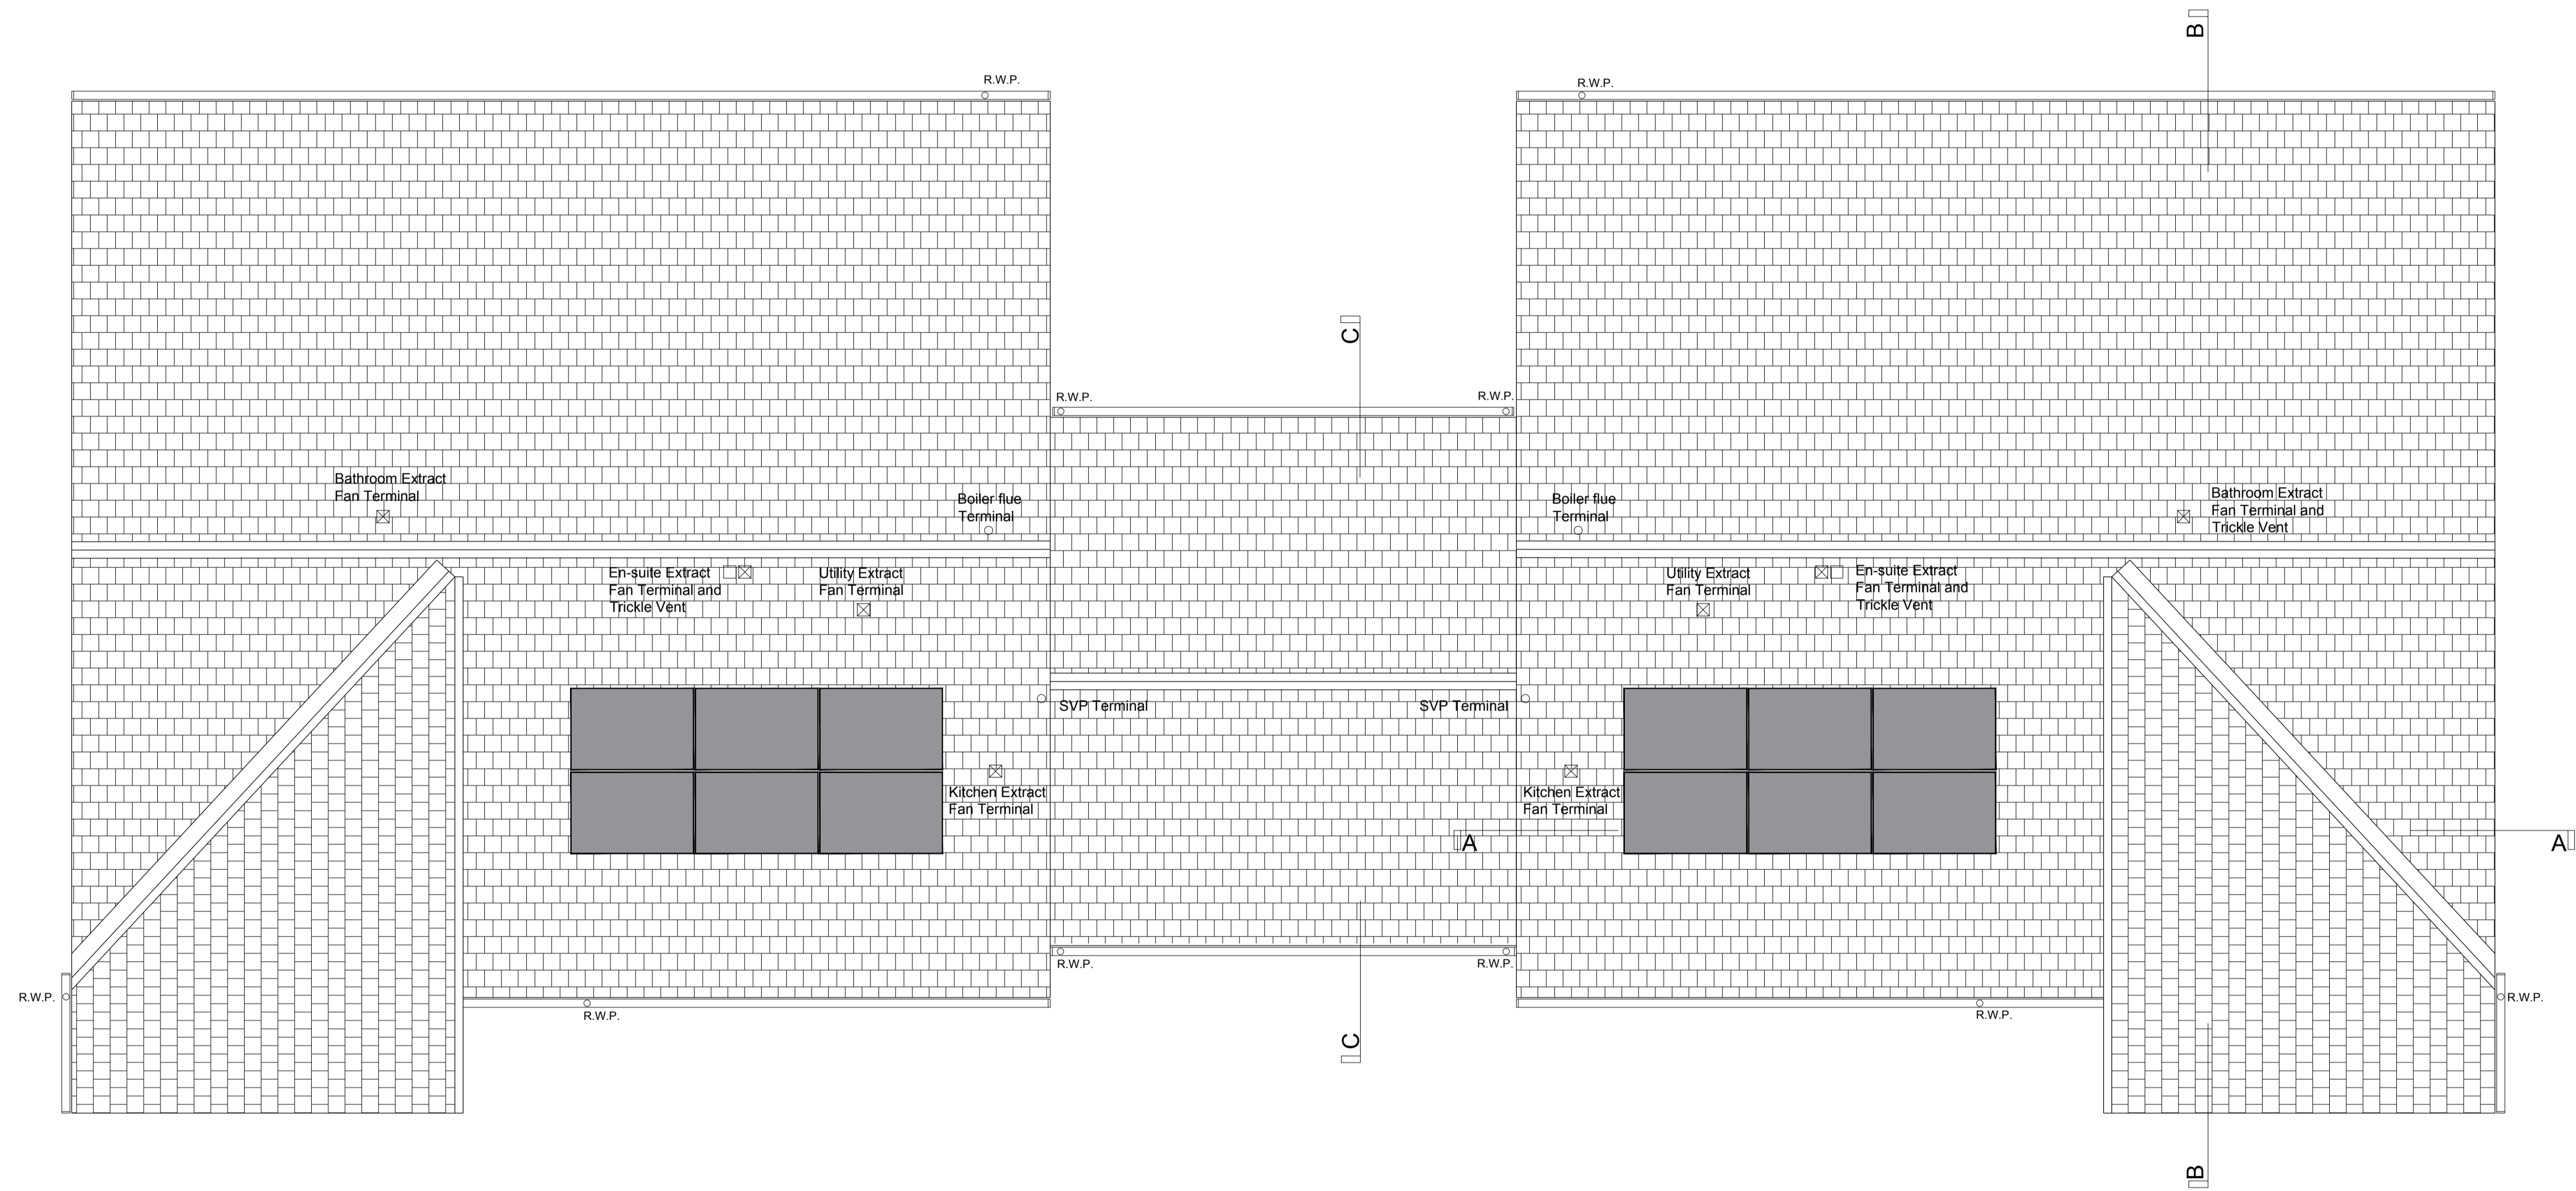 B
R.W.P.
R.W.P.
C
R.W.P.
R.W.P.
Bathroom Extract
Fan Terminal
Boiler flue
Terminal
Boiler flue
Terminal
Bathroom Extract
Fan Terminal and
Trickle Vent
En-suite Extract
Fan Terminal and
Trickle Vent
Utility Extract
Fan Terminal
Utility Extract
Fan Terminal
En-suite Extract
Fan Terminal and
Trickle Vent
SVP Terminal
SVP Terminal
Kitchen Extract
Fan Terminal
Kitchen Extract
Fan Terminal
A
A
R.W.P.
R.W.P.
R.W.P.
R.W.P.
R.W.P.
R.W.P.
C
B